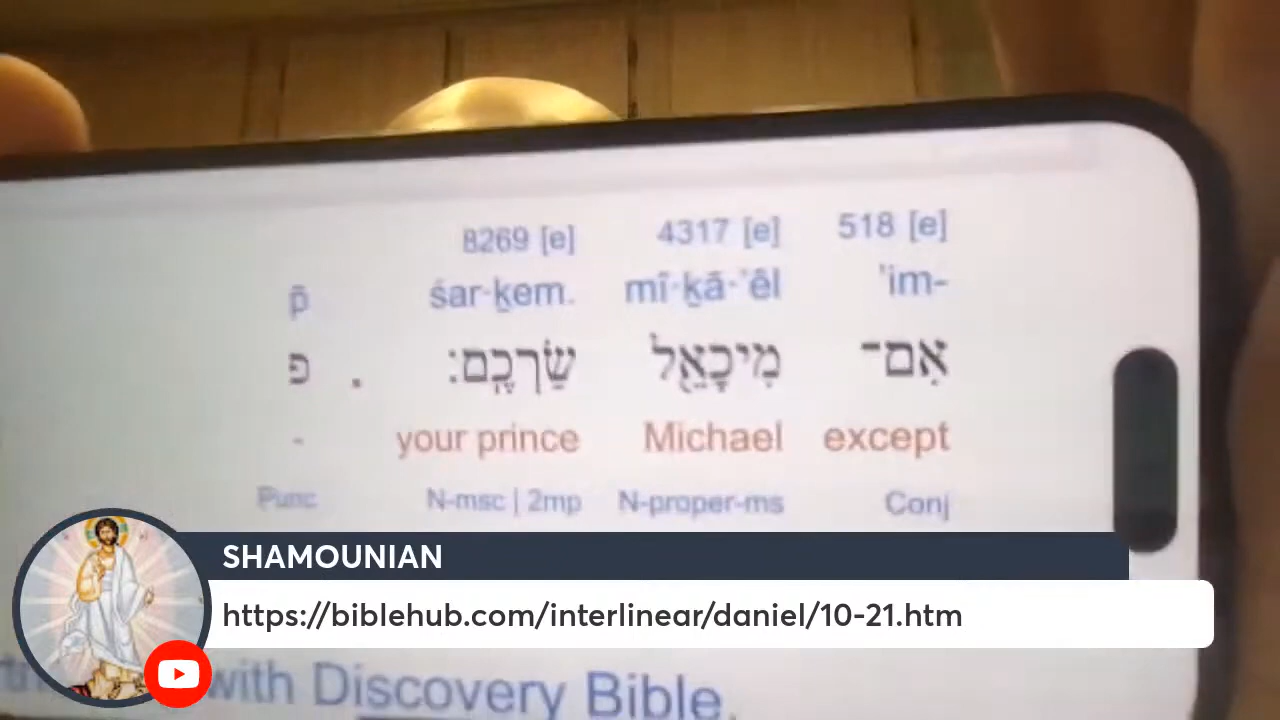 8269 [e] 4317 [e] 518 [e]
p̄ śar·ḵem. mî·ḵā·’êl ’im-
אִם־ מִיכָאֵ֖ל שַׂרְכֶֽם׃ . פ
- your prince Michael except
Punc N-msc | 2mp N-proper-ms Conj
SHAMOUNIAN
https://biblehub.com/interlinear/daniel/10-21.htm
with Discovery Bible.